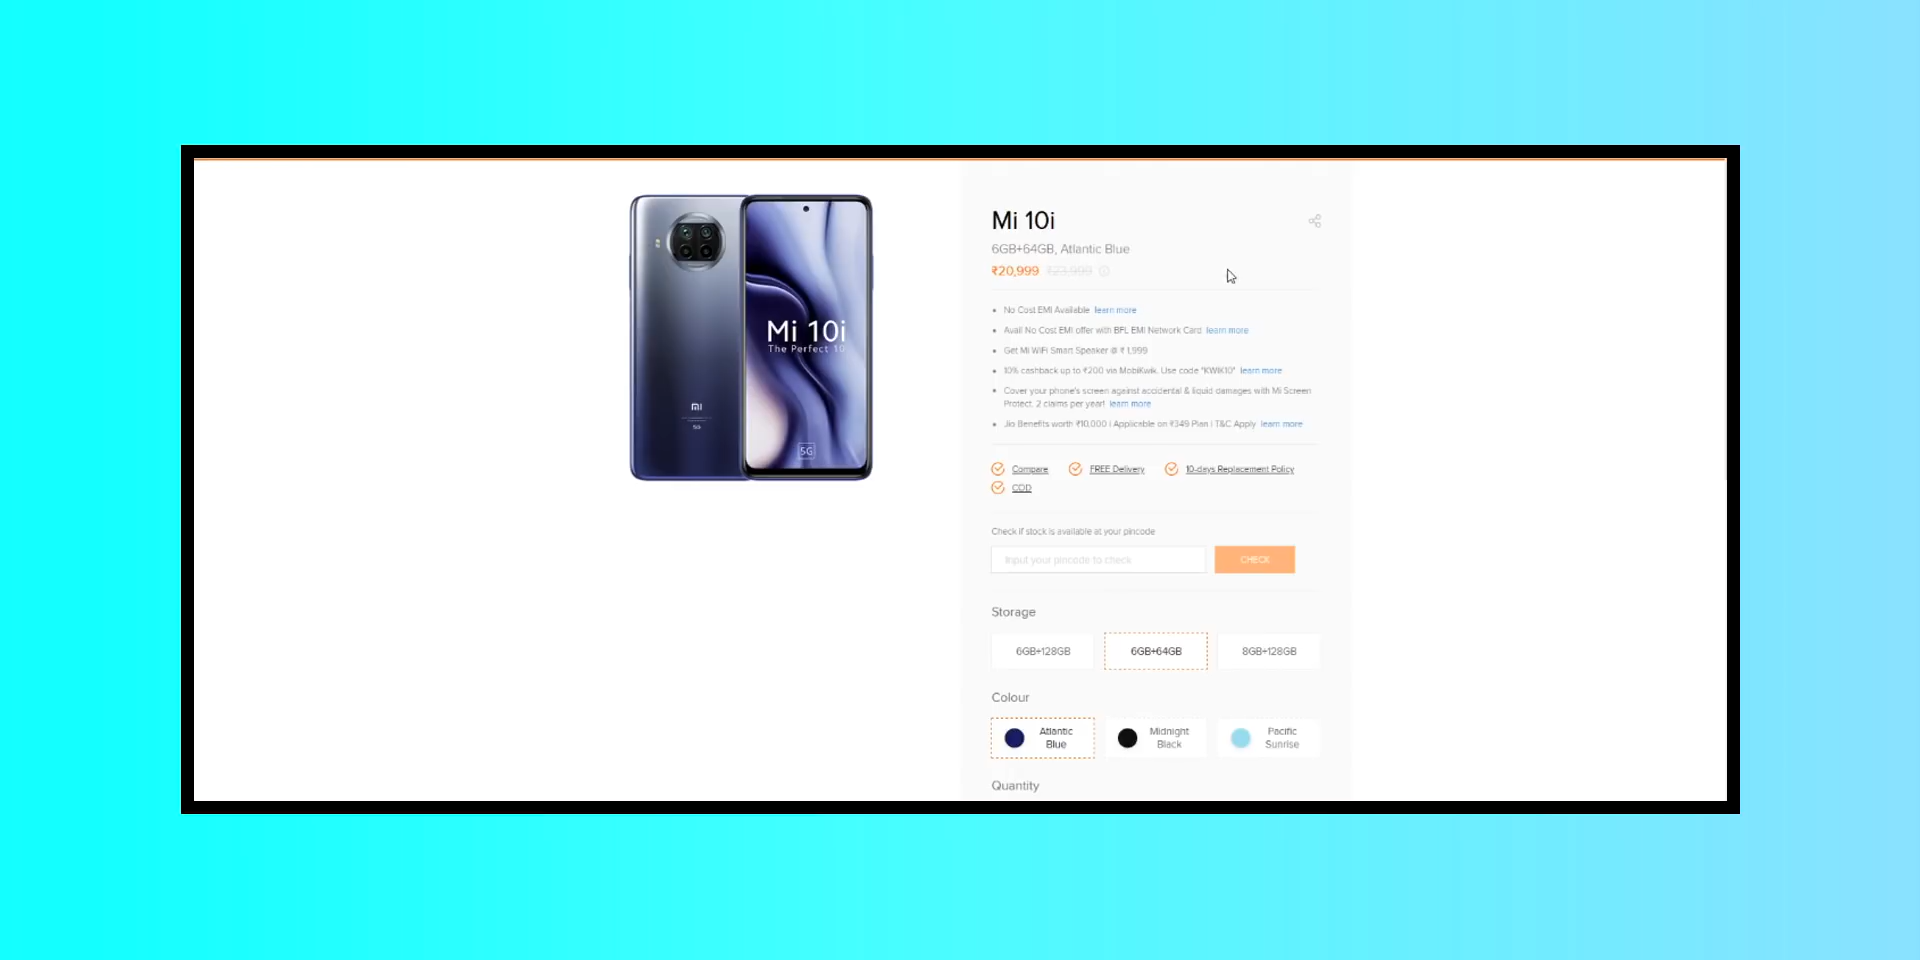 Mi 10i
The Perfect 10
mi
5G
5G
Mi 10i
6GB+64GB, Atlantic Blue
₹20,999 ₹23,999
No Cost EMI Available learn more
Avail No Cost EMI offer with BFL EMI Network Card learn more
Get Mi WiFi Smart Speaker @ ₹ 1,999
10% cashback up to ₹200 via MobiKwik. Use code "KWIK10" learn more
Cover your phone's screen against accidental & liquid damages with Mi Screen
Protect. 2 claims per year! learn more
Jio Benefits worth ₹10,000 | Applicable on ₹349 Plan | T&C Apply learn more
Compare FREE Delivery 10-days Replacement Policy
COD
Check if stock is available at your pincode
Input your pincode to check CHECK
Storage
6GB+128GB 6GB+64GB 8GB+128GB
Colour
Atlantic
Blue
Midnight
Black
Pacific
Sunrise
Quantity